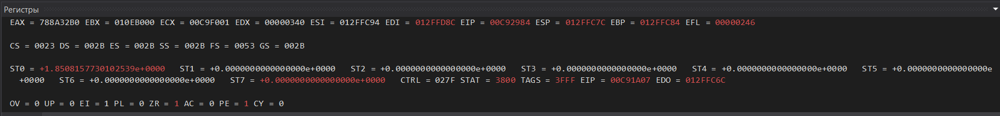 Регистры
EAX = 788A32B0 EBX = 010EB000 ECX = 00C9F001 EDX = 00000340 ESI = 012FFC94 EDI = 012FFD8C EIP = 00C92984 ESP = 012FFC7C EBP = 012FFC84 EFL = 00000246
CS = 0023 DS = 002B ES = 002B SS = 002B FS = 0053 GS = 002B
ST0 = +1.8508157730102539e+0000   ST1 = +0.0000000000000000e+0000   ST2 = +0.0000000000000000e+0000   ST3 = +0.0000000000000000e+0000   ST4 = +0.0000000000000000e+0000   ST5 = +0.0000000000000000e
+0000   ST6 = +0.0000000000000000e+0000   ST7 = +0.0000000000000000e+0000   CTRL = 027F STAT = 3800 TAGS = 3FFF EIP = 00C91A07 EDO = 012FFC6C
OV = 0 UP = 0 EI = 1 PL = 0 ZR = 1 AC = 0 PE = 1 CY = 0